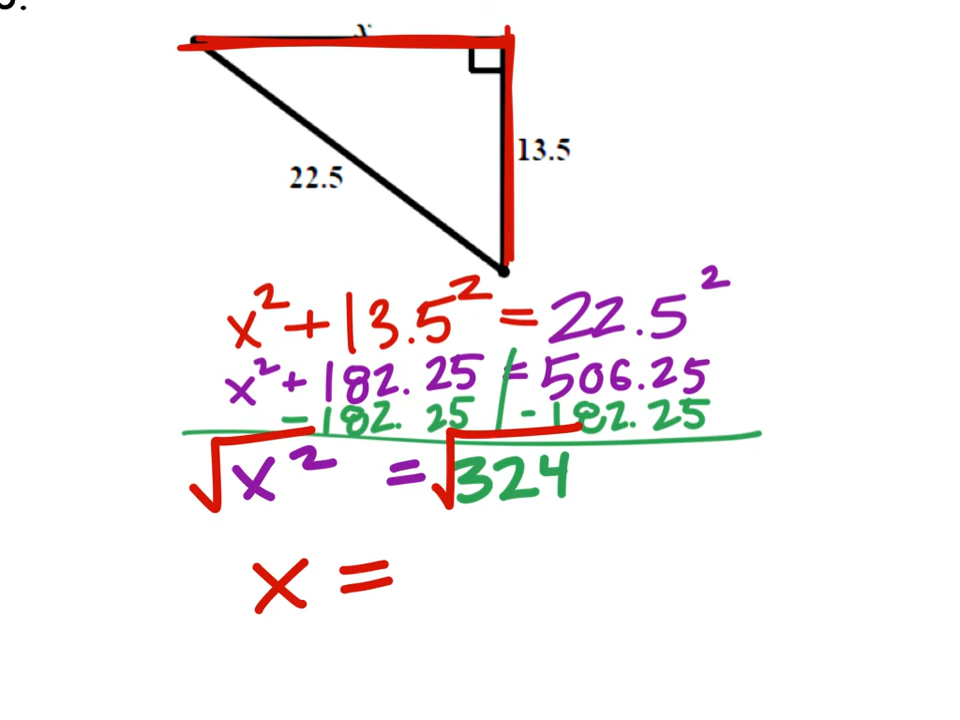 x
13.5
22.5
x² + 13.5² = 22.5²
x² + 182.25 = 506.25
- 182.25 - 182.25
√x² = √324
x =